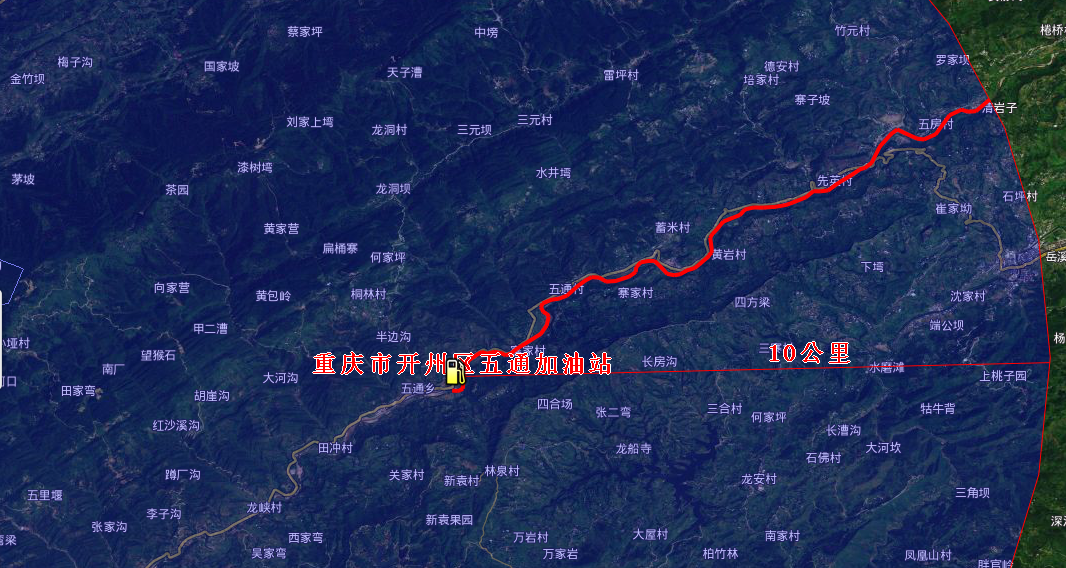 蔡家坪
中塝
竹元村
棬桥村
梅子沟
国家坡
天子漕
雷坪村
德安村
罗家坝
金竹坝
培家村
寨子坡
清岩子
刘家上塆
龙洞村
三元坝
三元村
五房村
漆树塆
水井塆
先英村
茅坡
茶园
龙洞坝
石坪村
崔家坳
黄家营
蓄米村
扁桶寨
何家坪
黄岩村
岳溪
下塆
向家营
黄包岭
桐林村
五通村
寨家村
四方梁
沈家村
甲二漕
半边沟
端公坝
小垭村
望猴石
10公里
重庆市开州区五通加油站
长房沟
水磨滩
南厂
大河沟
上桃子园
田家弯
胡崖沟
五通乡
四合场
张二弯
三合村
何家坪
牯牛背
红沙溪沟
长漕沟
田冲村
龙船寺
大河坎
石佛村
蹲厂沟
关家村
新袁村
林泉村
龙安村
五里堰
三角坝
李子沟
龙峡村
张家沟
新袁果园
西家弯
万岩村
大屋村
南家村
吴家弯
万家岩
柏竹林
凤凰山村